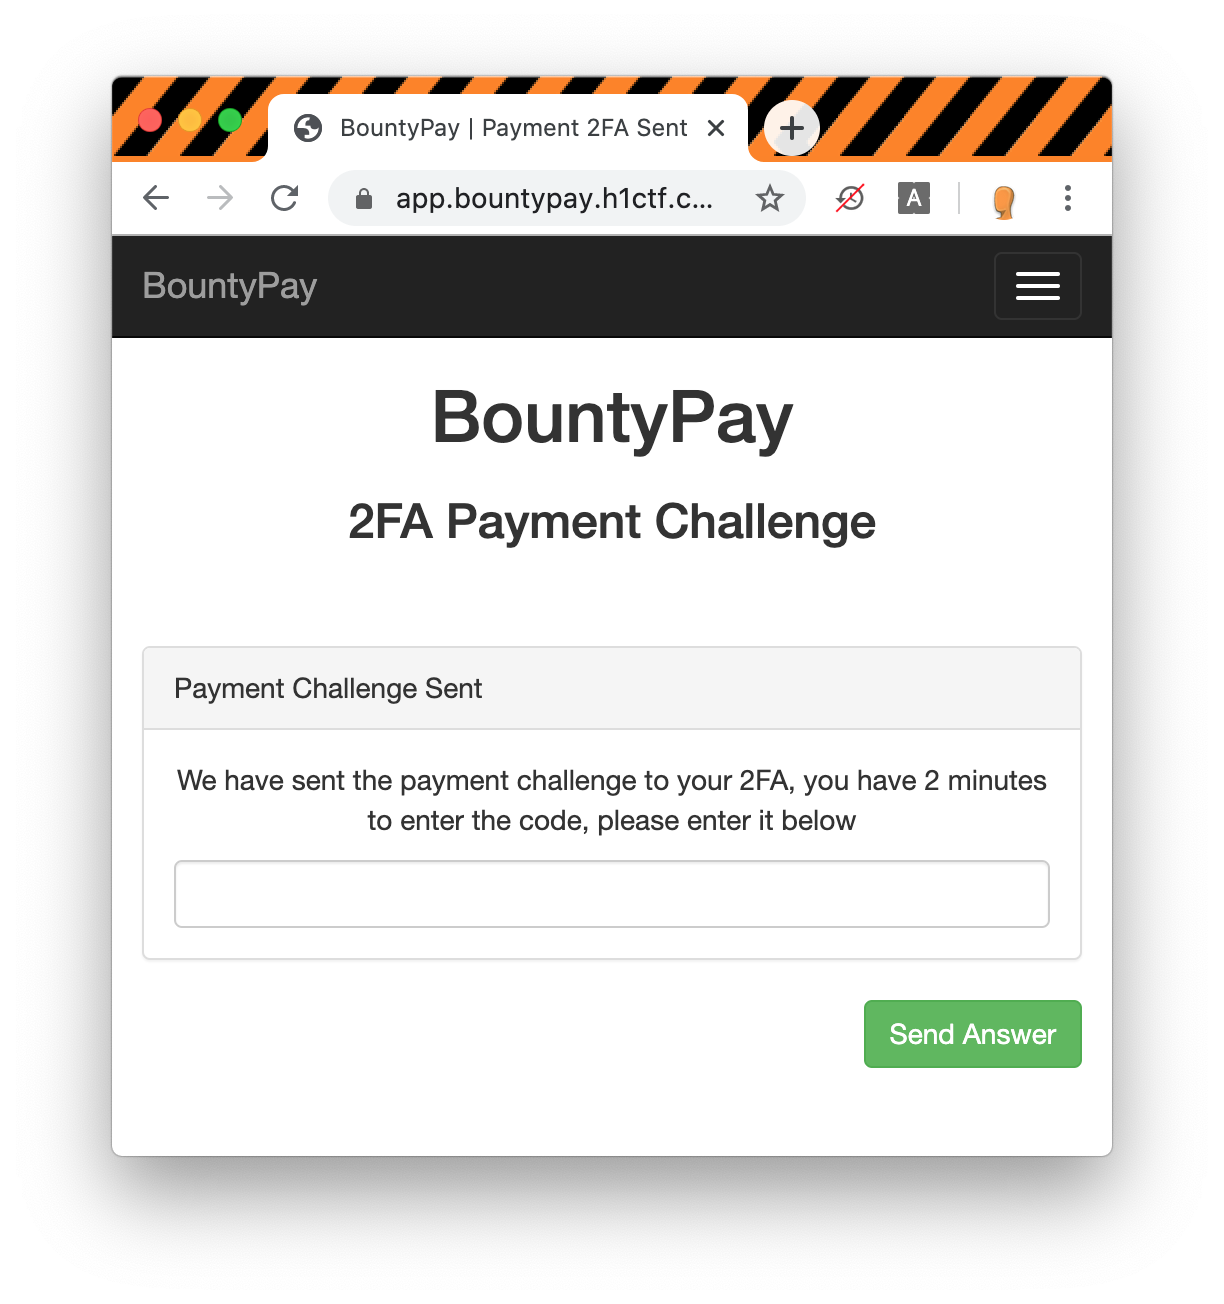 BountyPay | Payment 2FA Sent
app.bountypay.h1ctf.c...
A
BountyPay
BountyPay
2FA Payment Challenge
Payment Challenge Sent
We have sent the payment challenge to your 2FA, you have 2 minutes
to enter the code, please enter it below
Send Answer